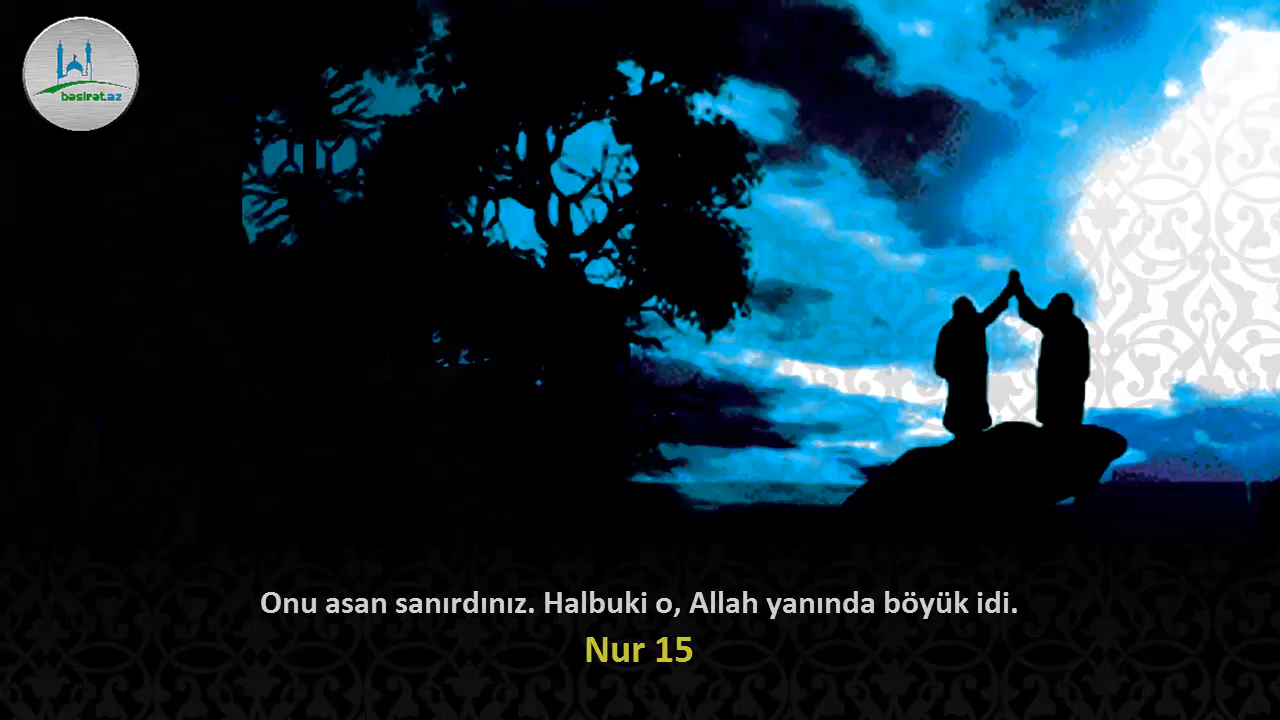 basirat.az
Onu asan sanırdınız. Halbuki o, Allah yanında böyük idi.
Nur 15